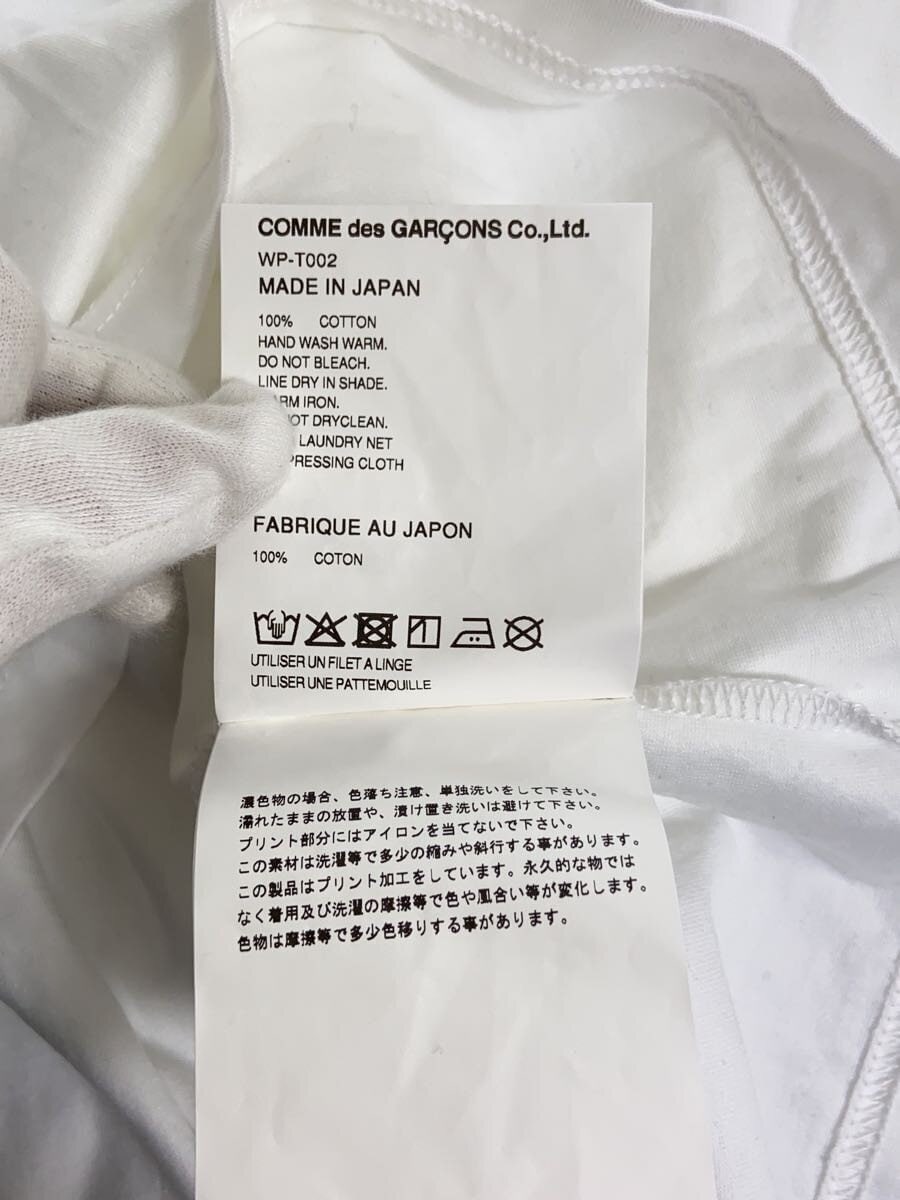 COMME des GARÇONS Co.,Ltd.
WP-T002
MADE IN JAPAN
100% COTTON
HAND WASH WARM.
DO NOT BLEACH.
LINE DRY IN SHADE.
ARM IRON.
NOT DRYCLEAN.
LAUNDRY NET
PRESSING CLOTH
FABRIQUE AU JAPON
100% COTON
UTILISER UN FILET A LINGE
UTILISER UNE PATTEMOUILLE
濃色物の場合、色落ち注意、単独洗いをして下さい。
濡れたままの放置や、漬け置き洗いは避けて下さい。
プリント部分にはアイロンを当てないで下さい。
この素材は洗濯等で多少の縮みや斜行する事があります。
この製品はプリント加工をしています。永久的な物では
なく着用及び洗濯の摩擦等で色や風合い等が変化します。
色物は摩擦等で多少色移りする事があります。